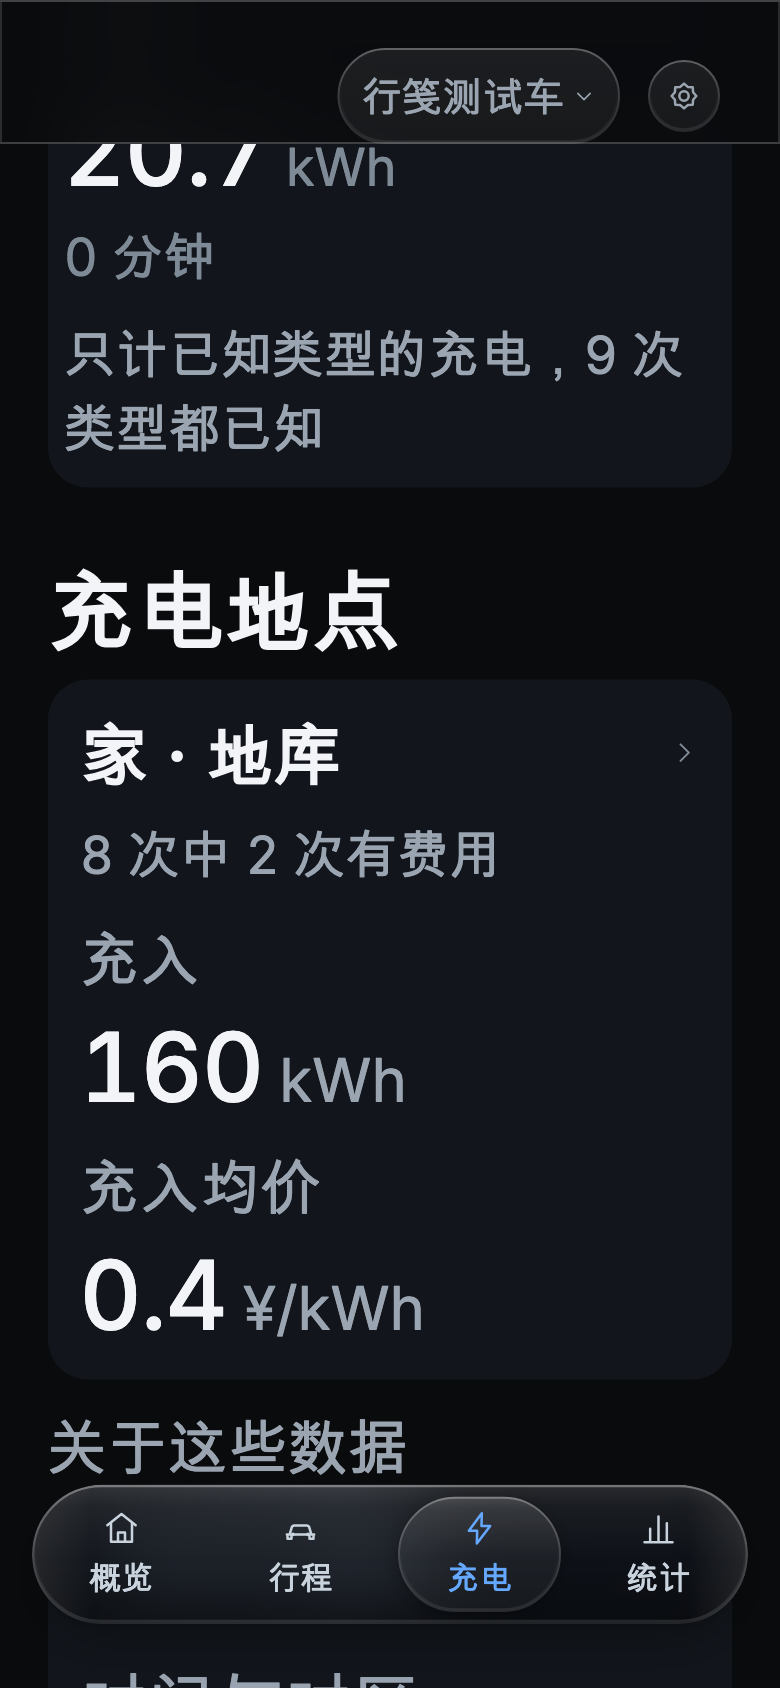 行笺测试车
20.7 kWh
0 分钟
只计已知类型的充电，9 次
类型都已知
充电地点
家 · 地库
8 次中 2 次有费用
充入
160 kWh
充入均价
0.4 ¥/kWh
关于这些数据
概览
行程
充电
统计